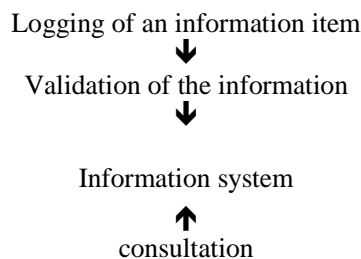 Logging of an information item
🡻
Validation of the information
🡻
Information system
🡹
consultation